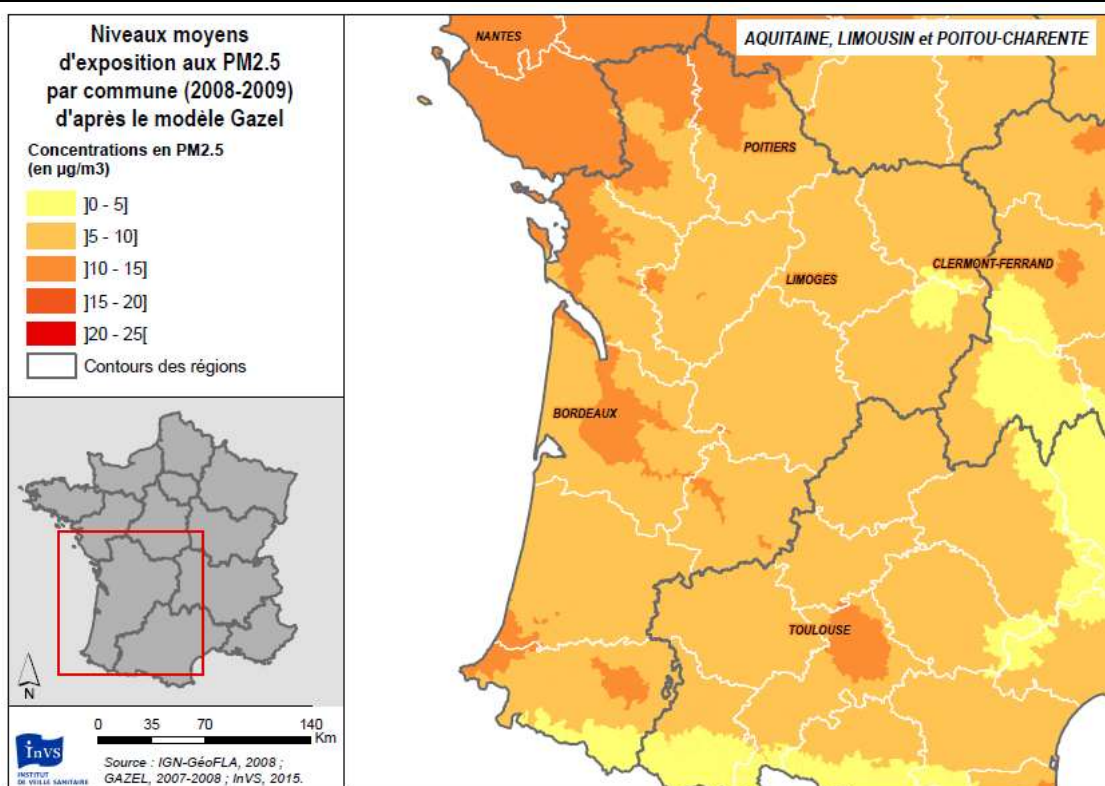 Niveaux moyens
d'exposition aux PM2.5
par commune (2008-2009)
d'après le modèle Gazel
Concentrations en PM2.5
(en µg/m3)
]0 - 5]
]5 - 10]
]10 - 15]
]15 - 20]
]20 - 25[
Contours des régions
N
0 35 70 140
Km
InVS
INSTITUT
DE VEILLE SANITAIRE
Source : IGN-GéoFLA, 2008 ;
GAZEL, 2007-2008 ; InVS, 2015.
AQUITAINE, LIMOUSIN et POITOU-CHARENTE
NANTES
POITIERS
CLERMONT-FERRAND
LIMOGES
BORDEAUX
TOULOUSE